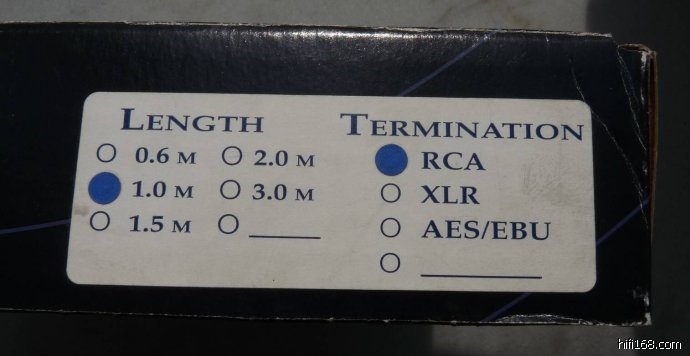 LENGTH
0.6 M
2.0 M
1.0 M
3.0 M
1.5 M
TERMINATION
RCA
XLR
AES/EBU
hifi168.com